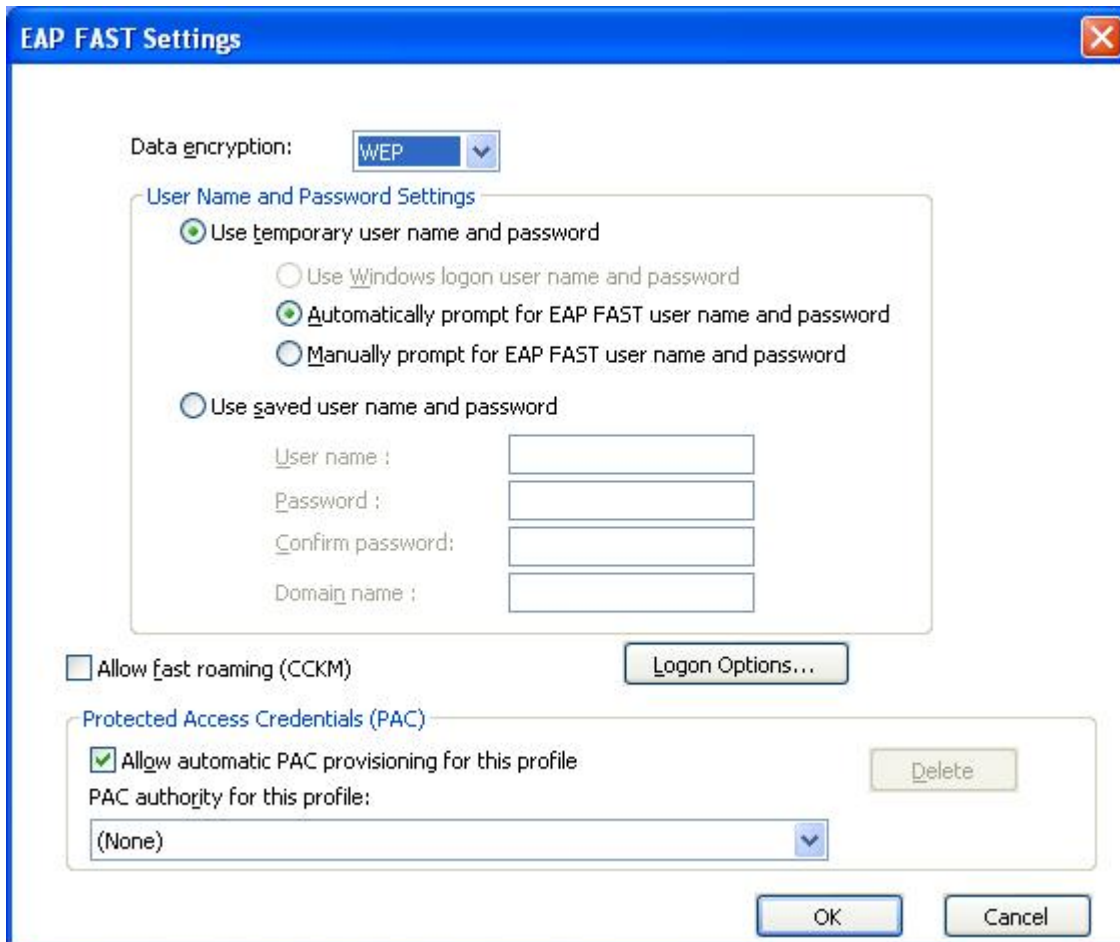 EAP FAST Settings
Data encryption: WEP
User Name and Password Settings
Use temporary user name and password
Use Windows logon user name and password
Automatically prompt for EAP FAST user name and password
Manually prompt for EAP FAST user name and password
Use saved user name and password
User name :
Password :
Confirm password:
Domain name :
Allow fast roaming (CCKM) Logon Options...
Protected Access Credentials (PAC)
Allow automatic PAC provisioning for this profile Delete
PAC authority for this profile:
(None)
OK Cancel